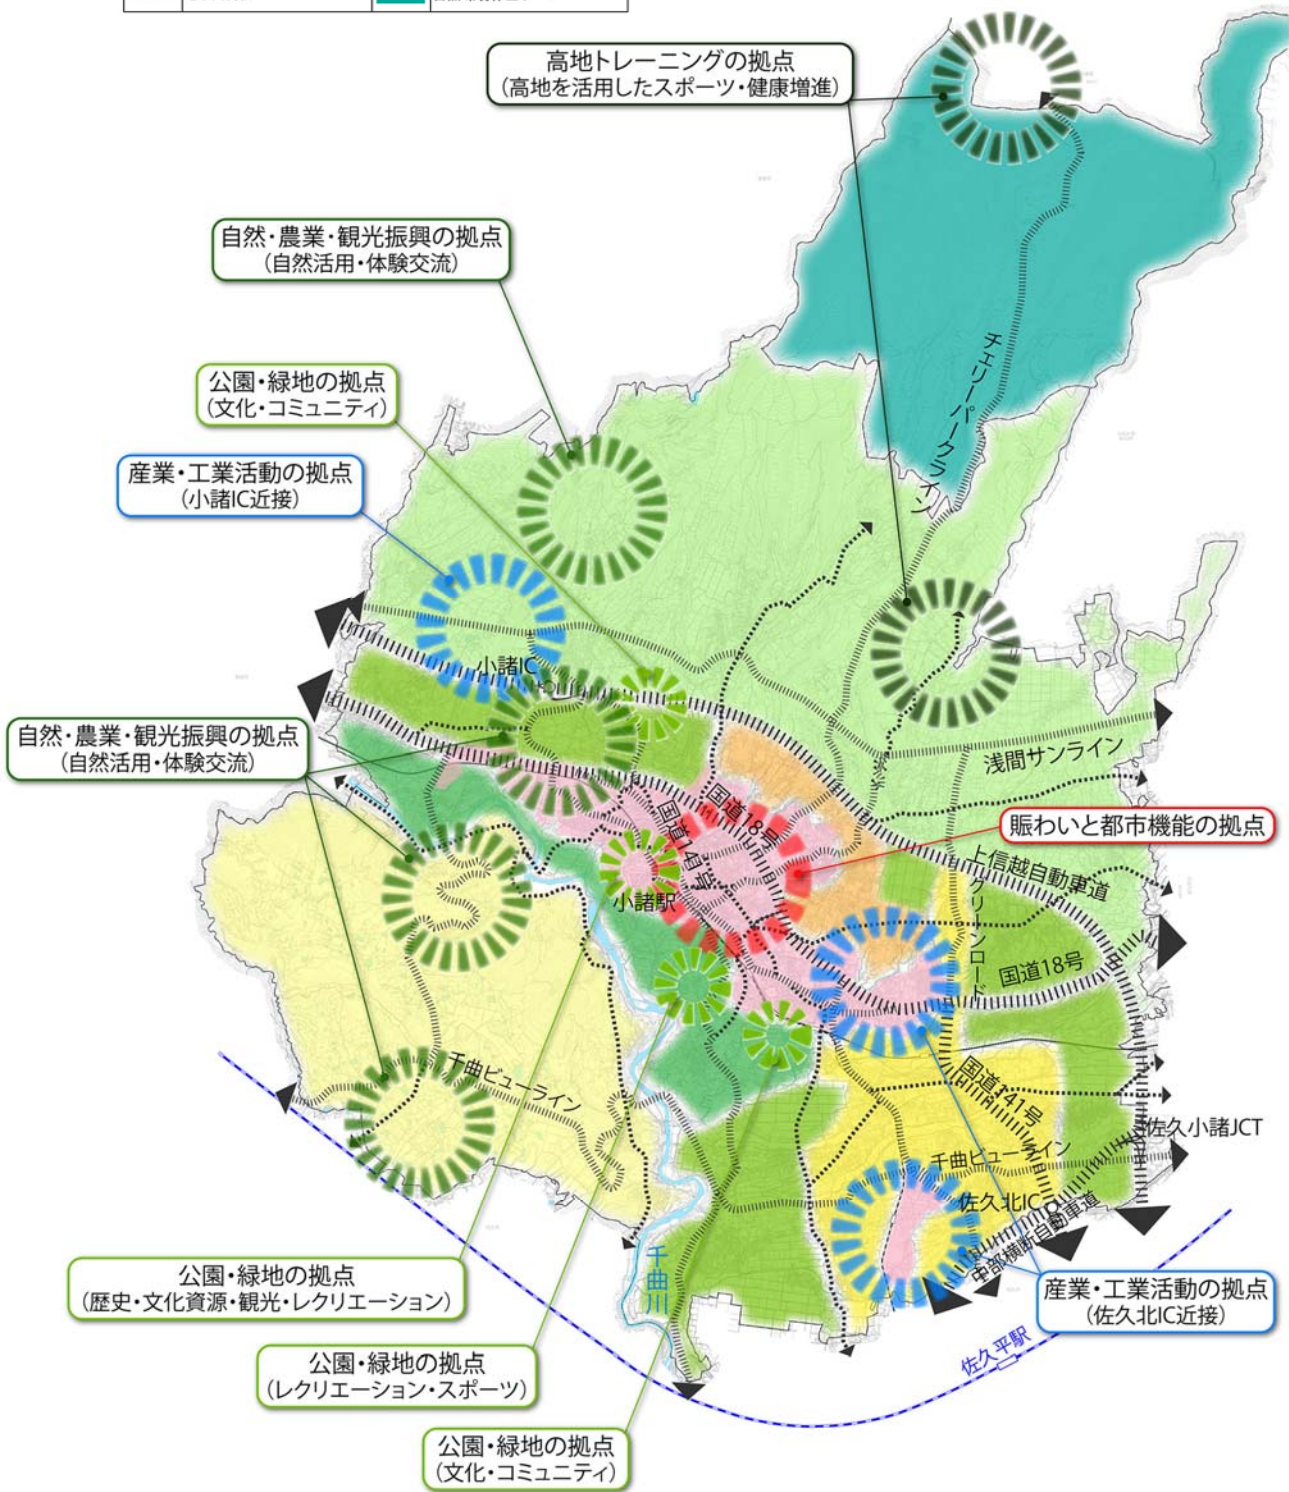 高地トレーニングの拠点
(高地を活用したスポーツ・健康増進)
自然・農業・観光振興の拠点
(自然活用・体験交流)
公園・緑地の拠点
(文化・コミュニティ)
産業・工業活動の拠点
(小諸IC近接)
チェリーパークライン
小諸IC
自然・農業・観光振興の拠点
(自然活用・体験交流)
浅間サンライン
国道18号
国道141号
賑わいと都市機能の拠点
上信越自動車道
小諸駅
グリーンロード
国道18号
千曲ビューライン
国道141号
佐久小諸JCT
千曲ビューライン
佐久北IC
中部横断自動車道
千曲川
公園・緑地の拠点
(歴史・文化資源・観光・レクリエーション)
産業・工業活動の拠点
(佐久北IC近接)
佐久平駅
公園・緑地の拠点
(レクリエーション・スポーツ)
公園・緑地の拠点
(文化・コミュニティ)